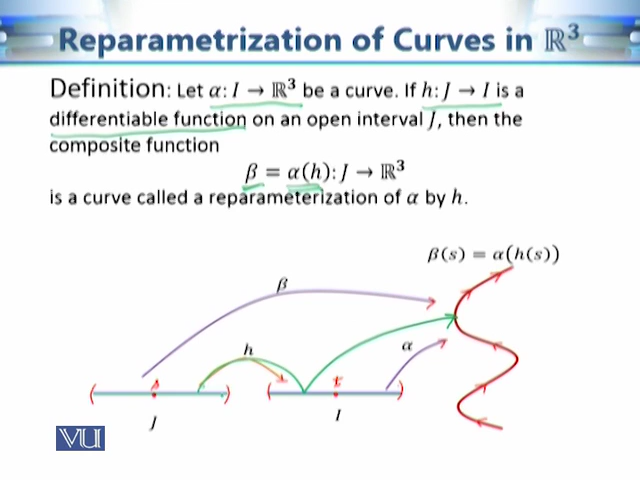 Reparametrization of Curves in ℝ³
Definition: Let α: I → ℝ³ be a curve. If h: J → I is a
differentiable function on an open interval J, then the
composite function
β = α(h): J → ℝ³
is a curve called a reparameterization of α by h.
β(s) = α(h(s))
β
h
α
s
t
J
I
VU